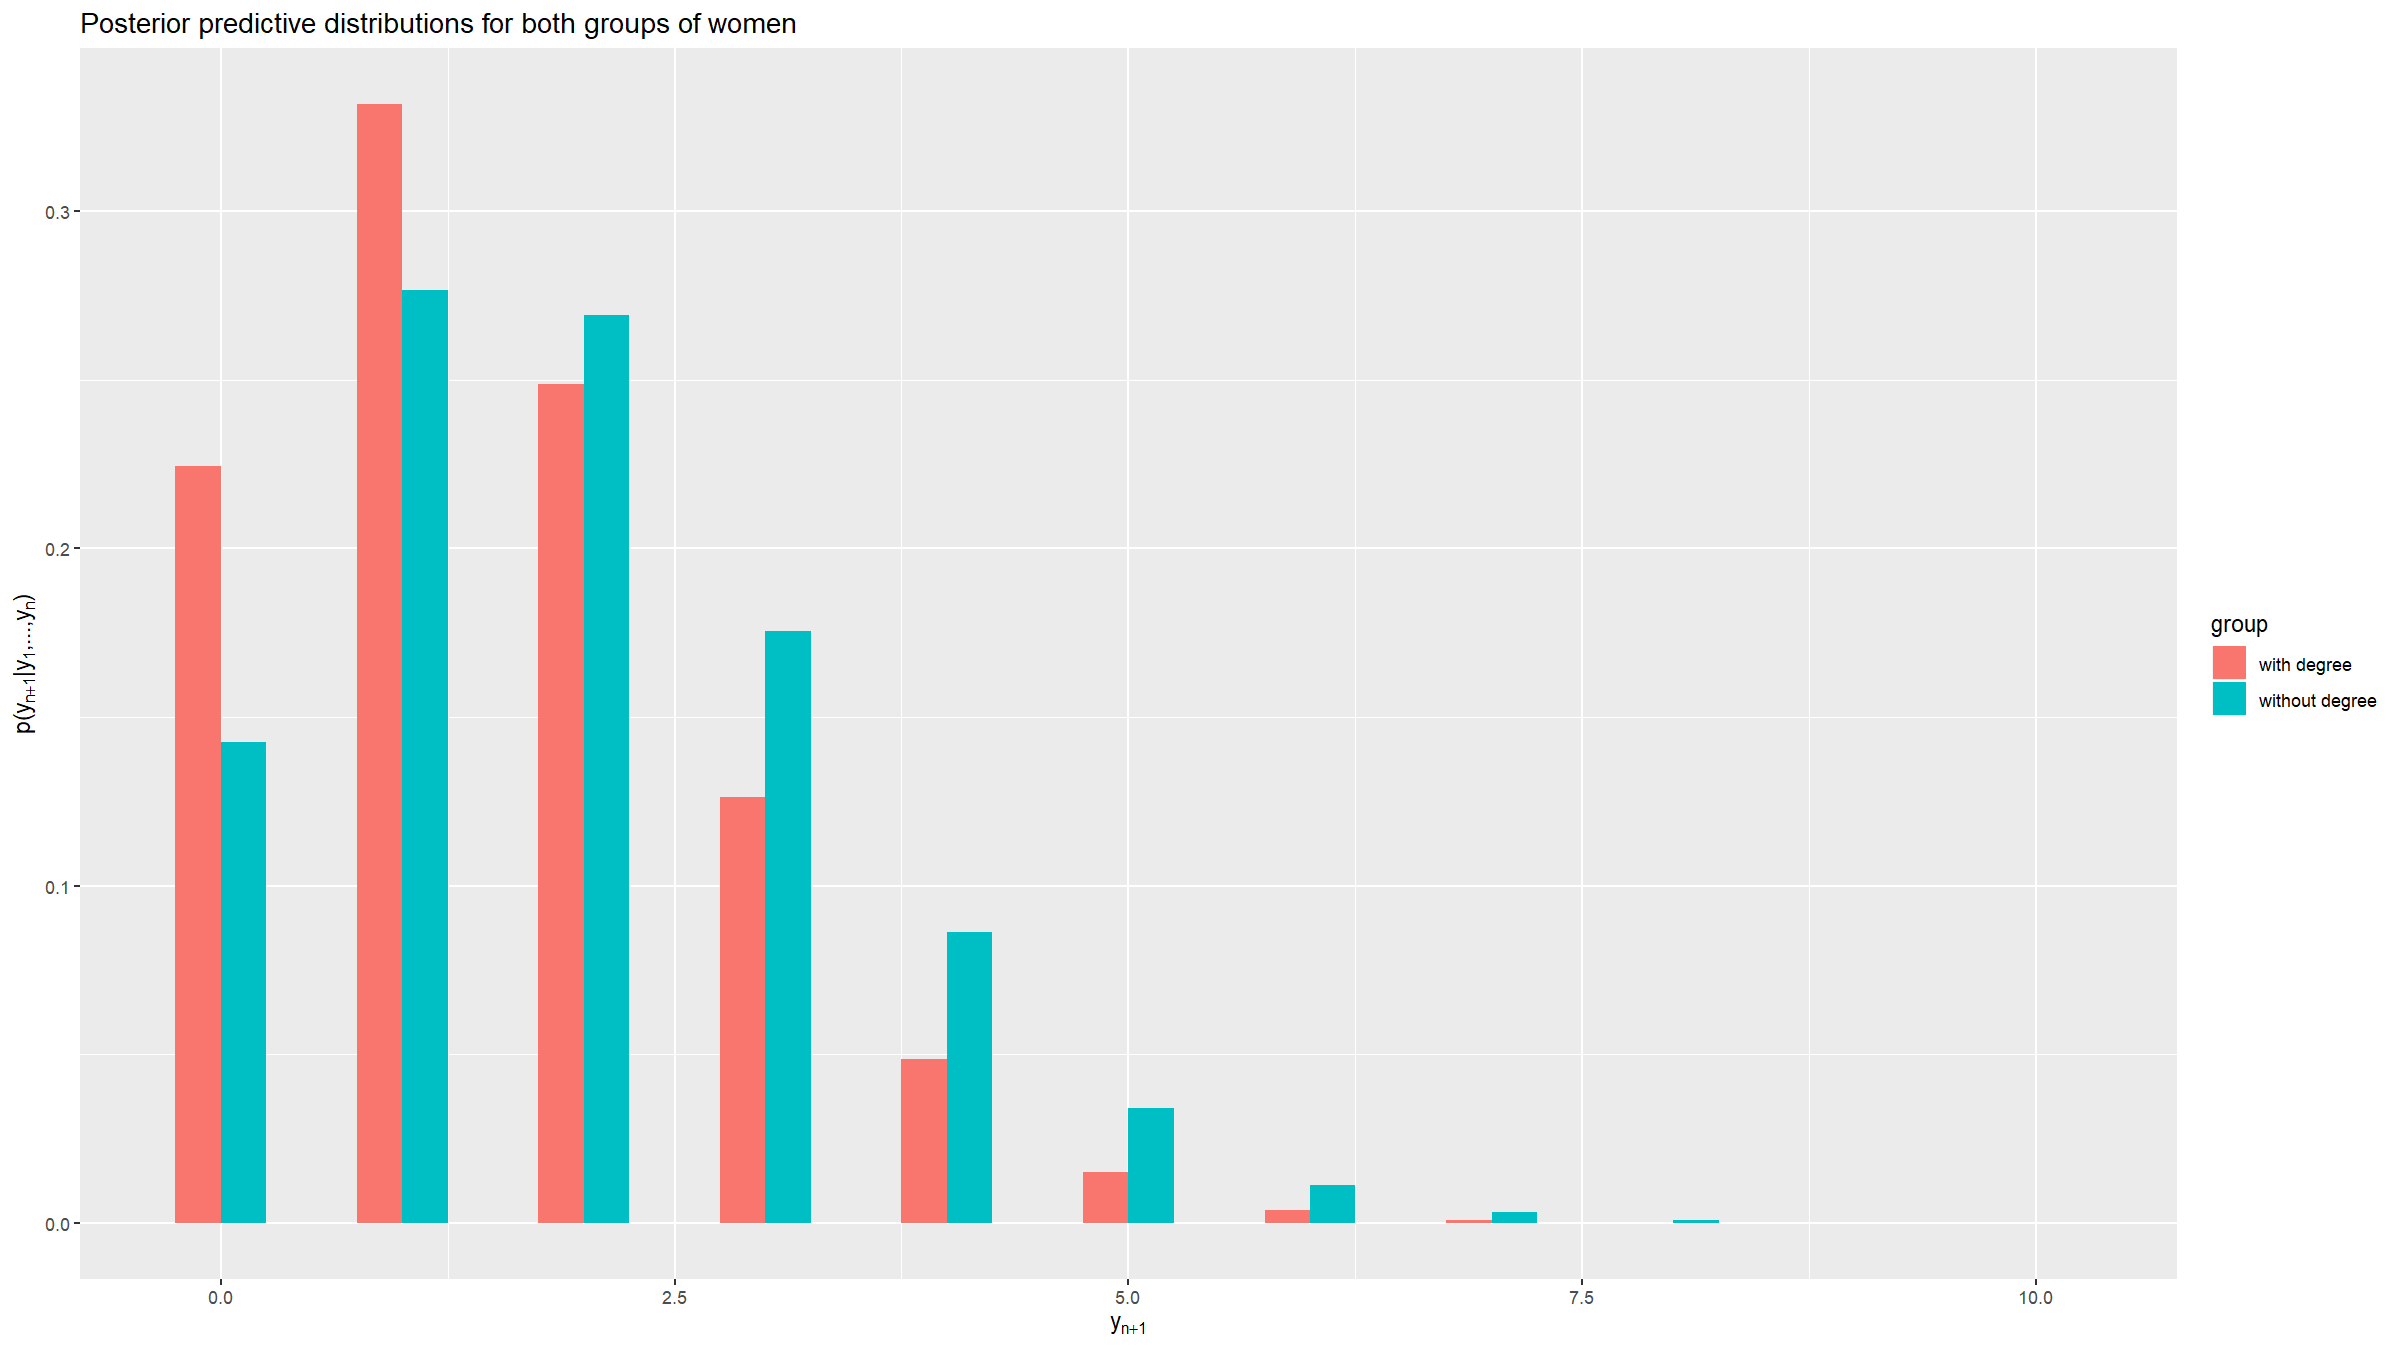 Posterior predictive distributions for both groups of women
p(yₙ₊₁|y₁,...,yₙ)
0.3
0.2
0.1
0.0
0.0 2.5 5.0 7.5 10.0
yₙ₊₁
group
with degree
without degree